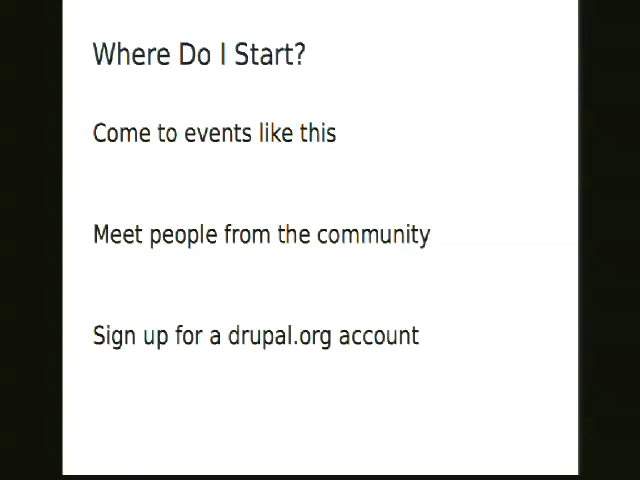 Where Do I Start?
Come to events like this
Meet people from the community
Sign up for a drupal.org account